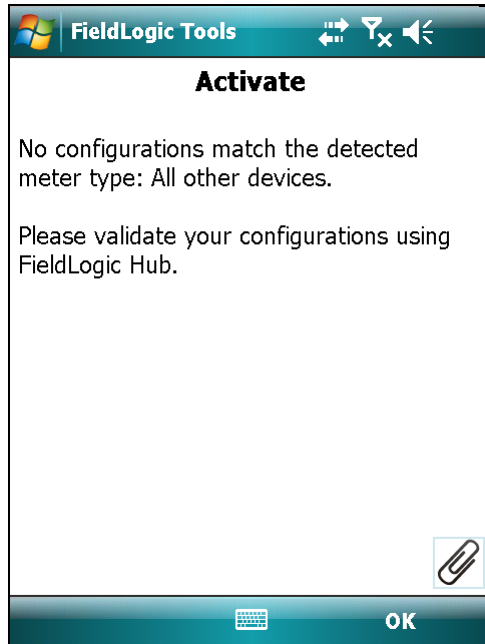 FieldLogic Tools
Activate
No configurations match the detected
meter type: All other devices.
Please validate your configurations using
FieldLogic Hub.
OK